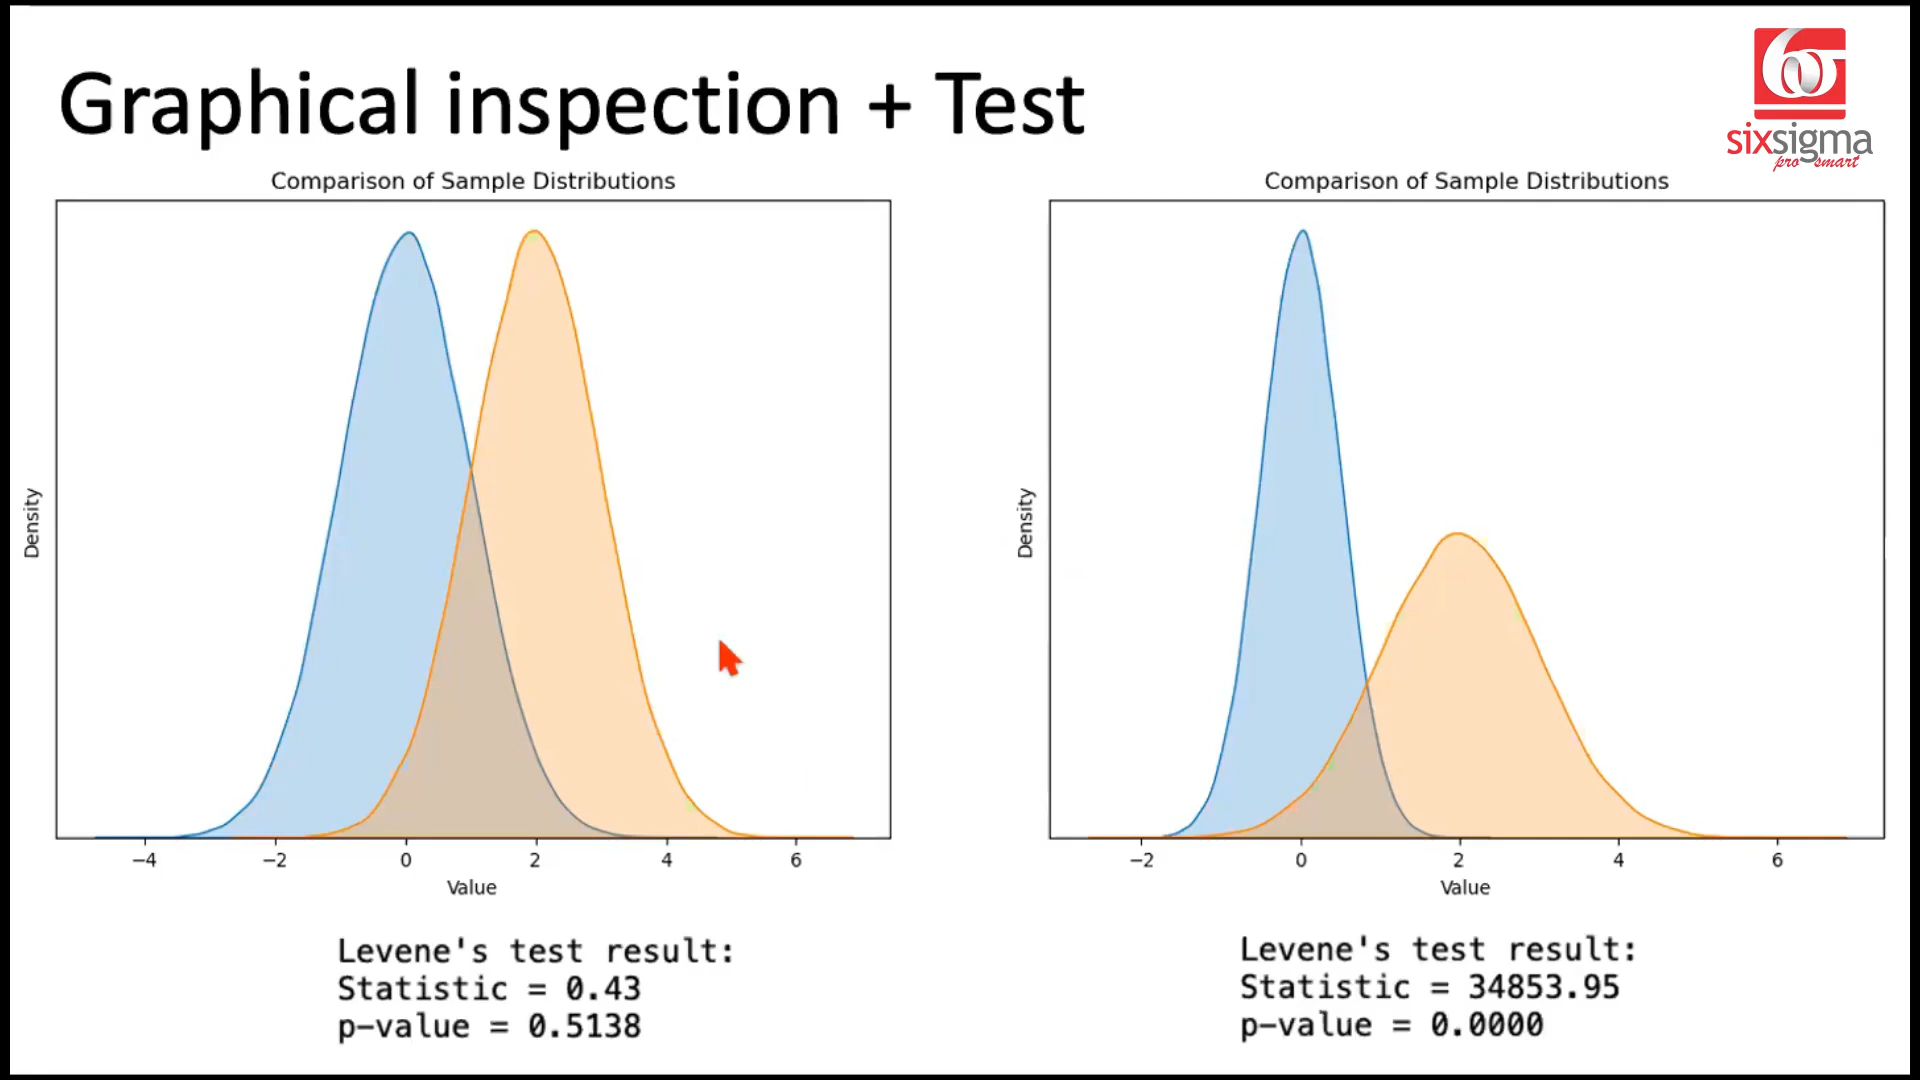 Graphical inspection + Test
6σ
sixsigma
pro smart
Comparison of Sample Distributions
Density
−4 −2 0 2 4 6
Value
Levene's test result:
Statistic = 0.43
p-value = 0.5138
Comparison of Sample Distributions
Density
−2 0 2 4 6
Value
Levene's test result:
Statistic = 34853.95
p-value = 0.0000